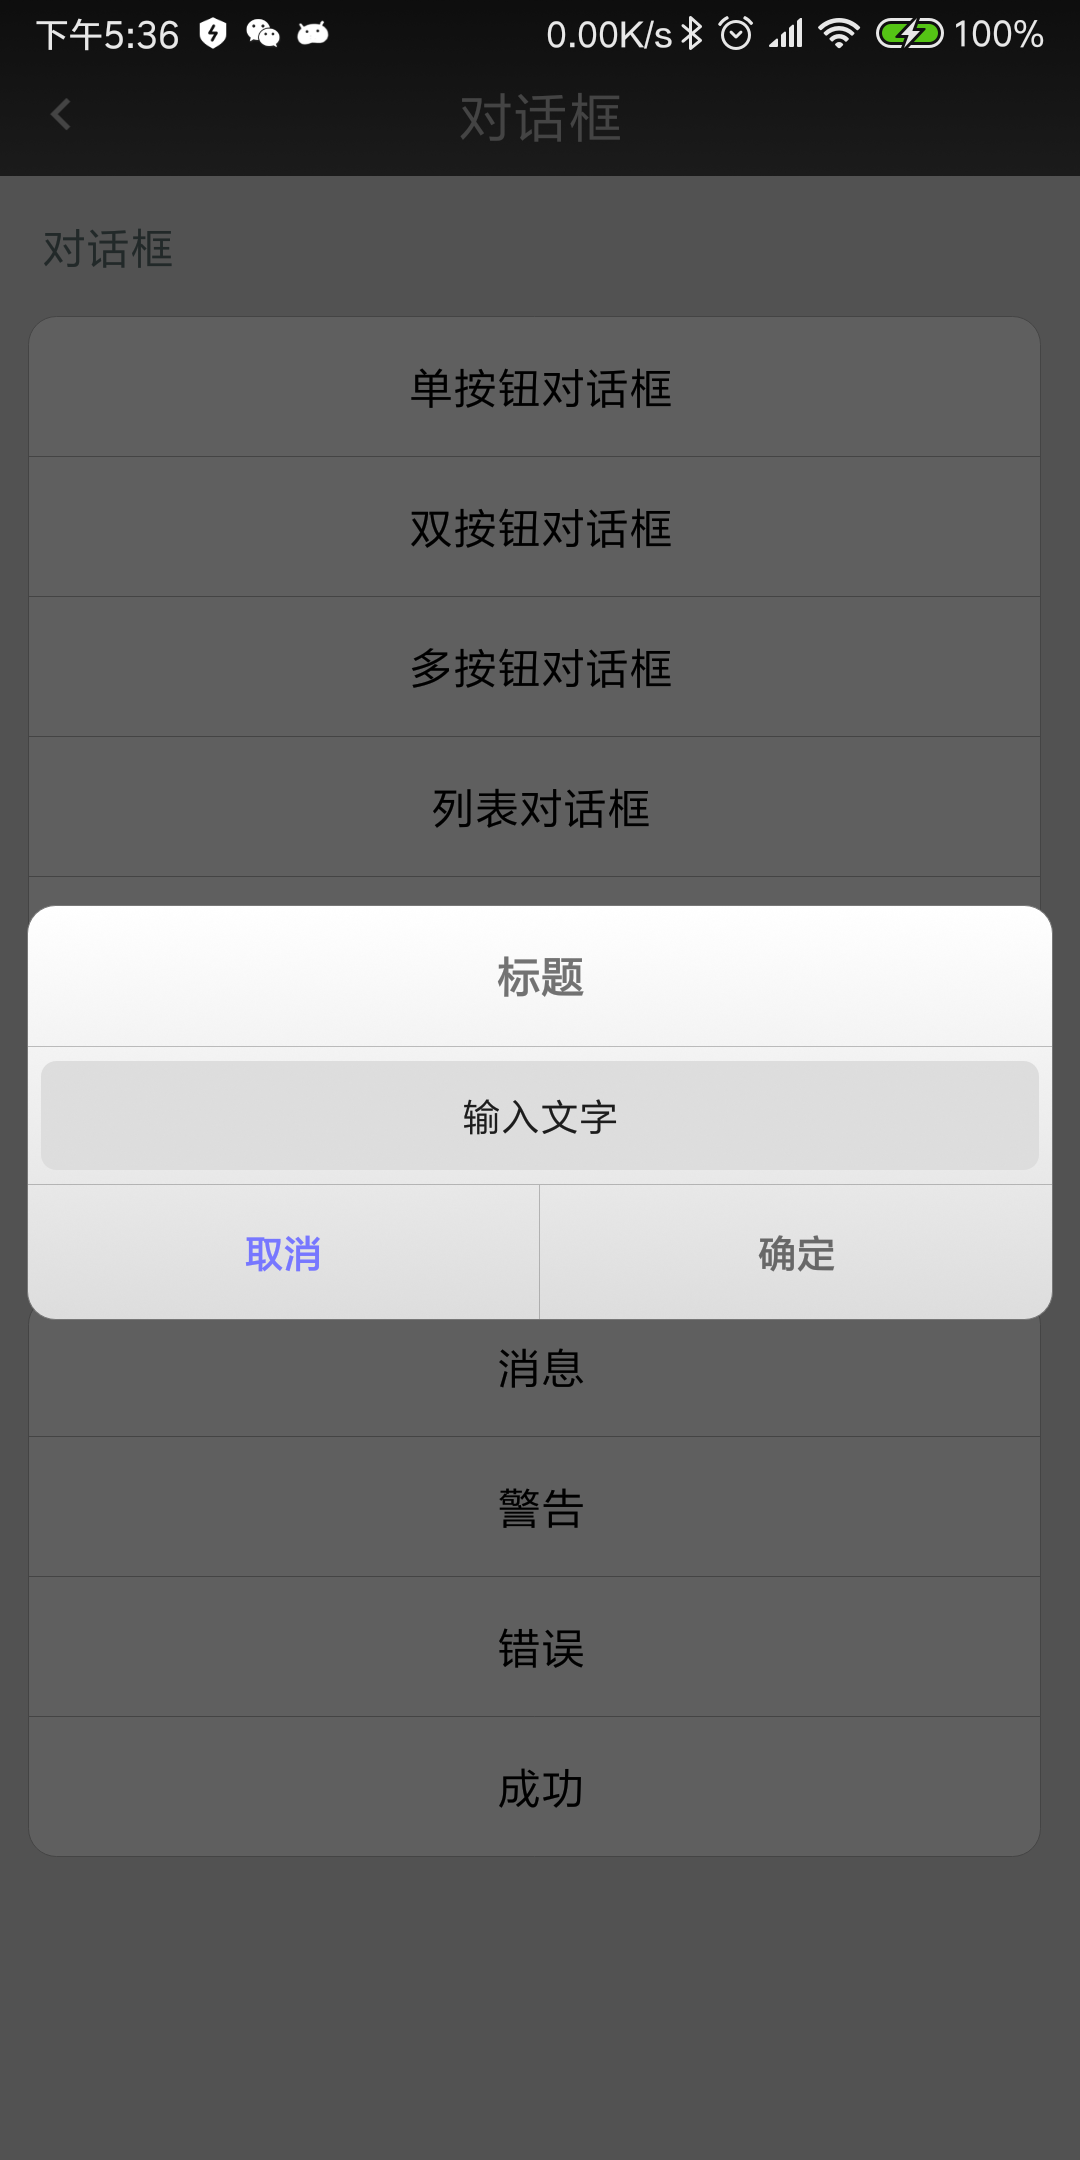 下午5:36 0.00K/s 100%
对话框
对话框
单按钮对话框
双按钮对话框
多按钮对话框
列表对话框
标题
输入文字
取消 确定
消息
警告
错误
成功